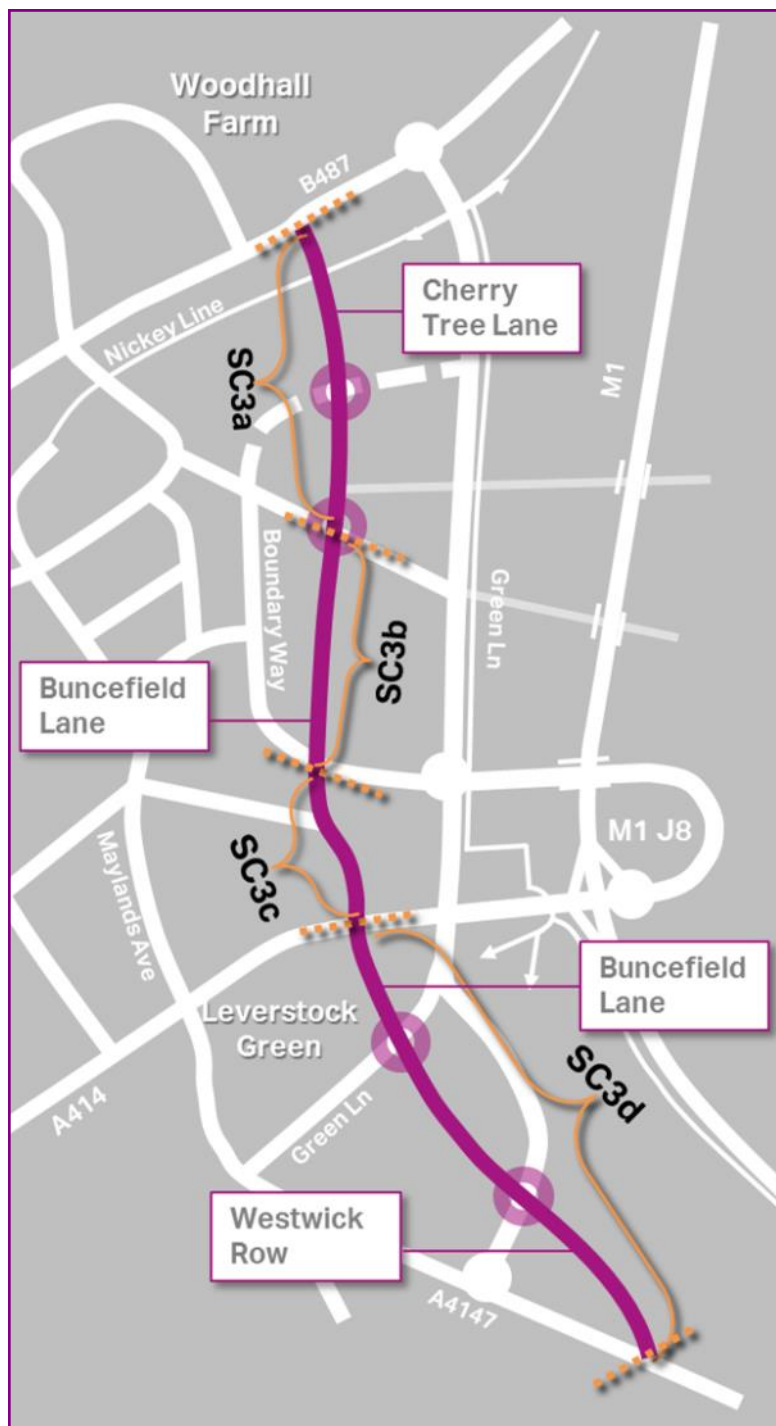 Woodhall
Farm
B487
Cherry
Tree Lane
Nickey Line
SC3a
M1
Boundary Way
Green Ln
SC3b
Buncefield
Lane
M1 J8
Maylands Ave
SC3c
Buncefield
Lane
Leverstock
Green
SC3d
A414
Green Ln
Westwick
Row
A4147